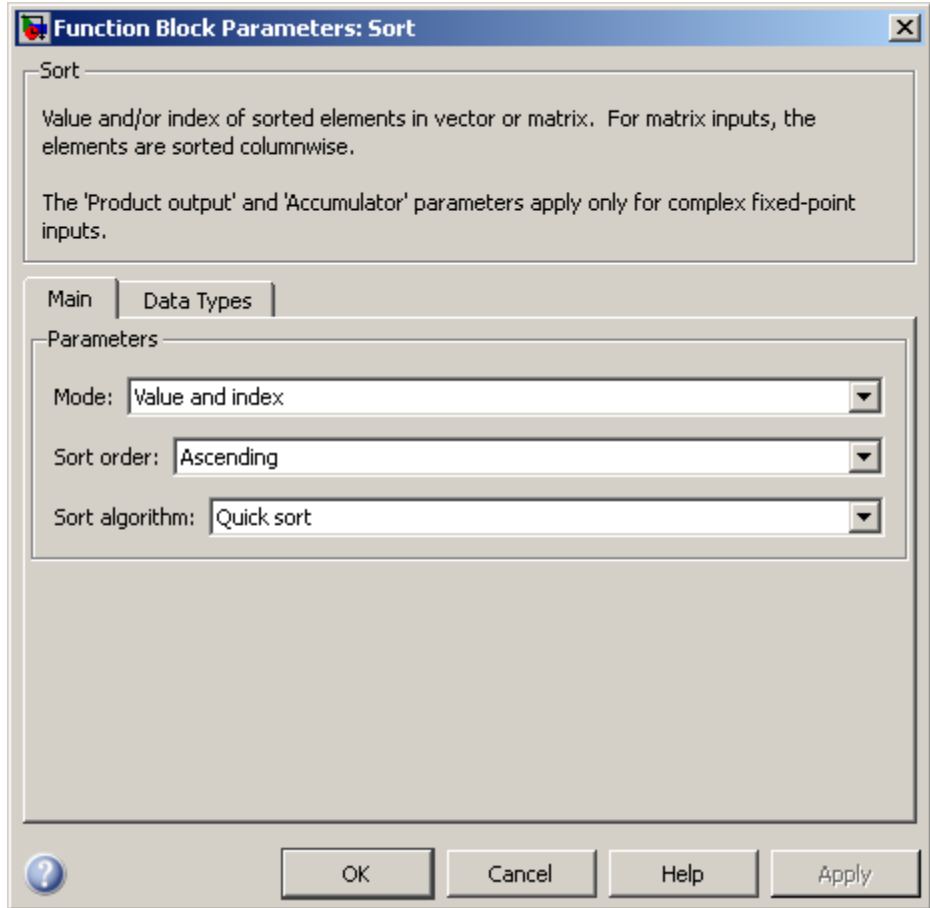 Function Block Parameters: Sort
Sort
Value and/or index of sorted elements in vector or matrix.  For matrix inputs, the
elements are sorted columnwise.
The 'Product output' and 'Accumulator' parameters apply only for complex fixed-point
inputs.
Main
Data Types
Parameters
Mode: Value and index
Sort order: Ascending
Sort algorithm: Quick sort
?
OK
Cancel
Help
Apply